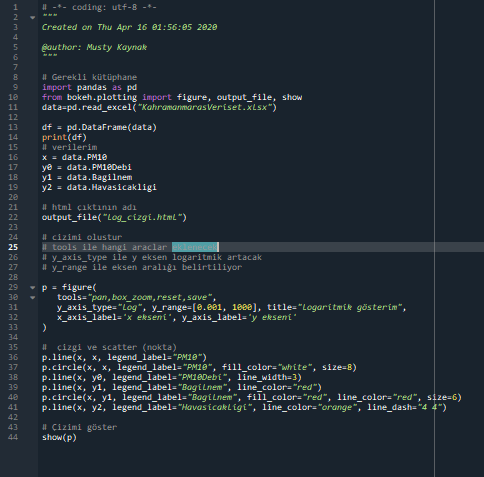 1 # -*- coding: utf-8 -*-
2 """
3 Created on Thu Apr 16 01:56:05 2020
4
5 @author: Musty Kaynak
6 """
7
8 # Gerekli kütüphane
9 import pandas as pd
10 from bokeh.plotting import figure, output_file, show
11 data=pd.read_excel("KahramanmarasVeriset.xlsx")
12
13 df = pd.DataFrame(data)
14 print(df)
15 # verilerim
16 x = data.PM10
17 y0 = data.PM10Debi
18 y1 = data.Bagilnem
19 y2 = data.Havasicakligi
20
21 # html çıktının adı
22 output_file("log_cizgi.html")
23
24 # cizimi olustur
25 # tools ile hangi araclar eklenecek
26 # y_axis_type ile y eksen logaritmik artacak
27 # y_range ile eksen aralığı belirtiliyor
28
29 p = figure(
30 tools="pan,box_zoom,reset,save",
31 y_axis_type="log", y_range=[0.001, 1000], title="Logaritmik gösterim",
32 x_axis_label='x ekseni', y_axis_label='y ekseni'
33 )
34
35 # çizgi ve scatter (nokta)
36 p.line(x, x, legend_label="PM10")
37 p.circle(x, x, legend_label="PM10", fill_color="white", size=8)
38 p.line(x, y0, legend_label="PM10Debi", line_width=3)
39 p.line(x, y1, legend_label="Bagilnem", line_color="red")
40 p.circle(x, y1, legend_label="Bagilnem", fill_color="red", line_color="red", size=6)
41 p.line(x, y2, legend_label="Havasicakligi", line_color="orange", line_dash="4 4")
42
43 # Çizimi göster
44 show(p)